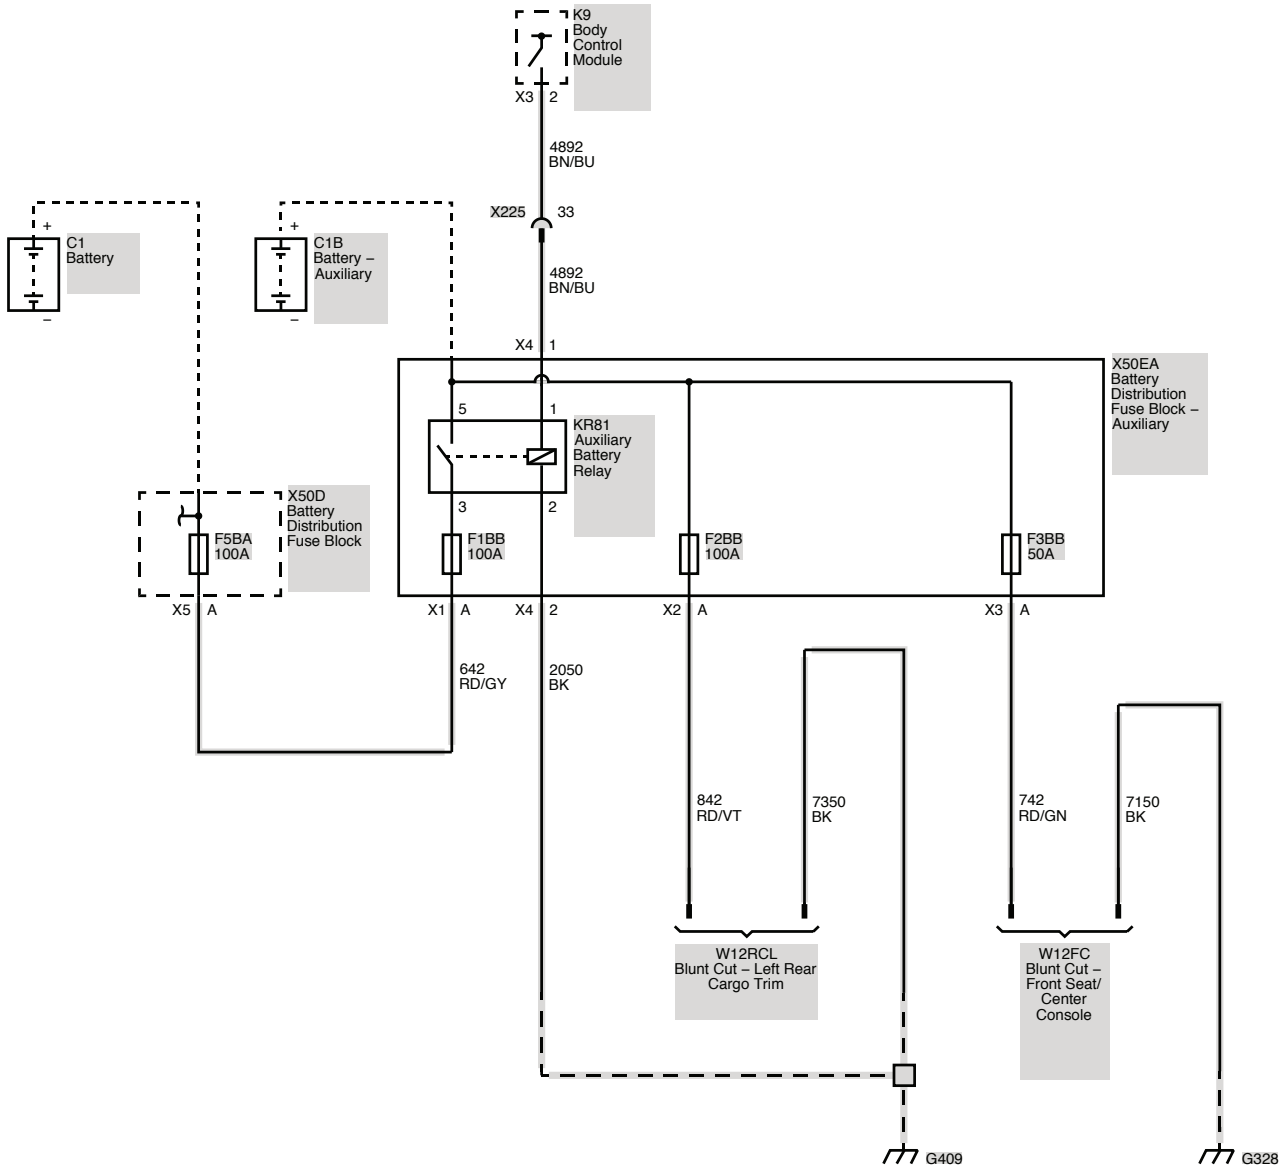 K9
Body
Control
Module
X3 2
4892
BN/BU
X225 33
4892
BN/BU
X4 1
+
C1
Battery
−
+
C1B
Battery −
Auxiliary
−
X50EA
Battery
Distribution
Fuse Block −
Auxiliary
5 1
KR81
Auxiliary
Battery
Relay
3 2
X50D
Battery
Distribution
Fuse Block
F5BA
100A
F1BB
100A
F2BB
100A
F3BB
50A
X5 A
X1 A
X4 2
X2 A
X3 A
642
RD/GY
2050
BK
842
RD/VT
7350
BK
742
RD/GN
7150
BK
W12RCL
Blunt Cut − Left Rear
Cargo Trim
W12FC
Blunt Cut −
Front Seat/
Center
Console
G409
G328